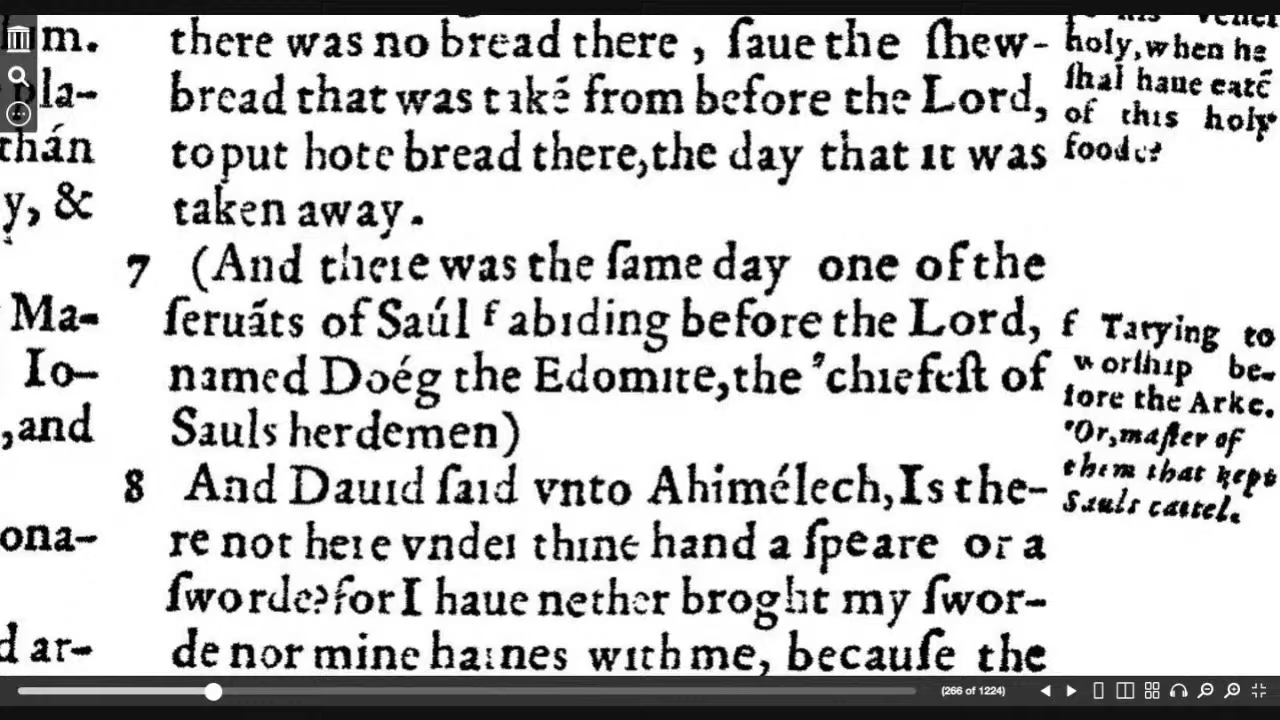 um.
pla-
thán
y, &
Ma-
Io-
,and
ona-
d ar-
there was no bread there, ſaue the ſhew-
bread that was takẽ from before the Lord,
to put hote bread there, the day that it was
taken away.
7 (And there was the ſame day one of the
ſeruãts of Saúl f abiding before the Lord,
named Doég the Edomite, the "chiefeſt of
Sauls herdemen)
8 And Dauid ſaid vnto Ahimélech, Is the-
re not here vnder thine hand a ſpeare or a
ſworde? for I haue nether broght my ſwor-
de nor mine harnes with me, becauſe the
holy, when he
ſhal haue eatẽ
of this holy
foode?
f Tarying to
worſhip be-
fore the Arke.
"Or, maſter of
them that kept
Sauls cattel.
(266 of 1224)